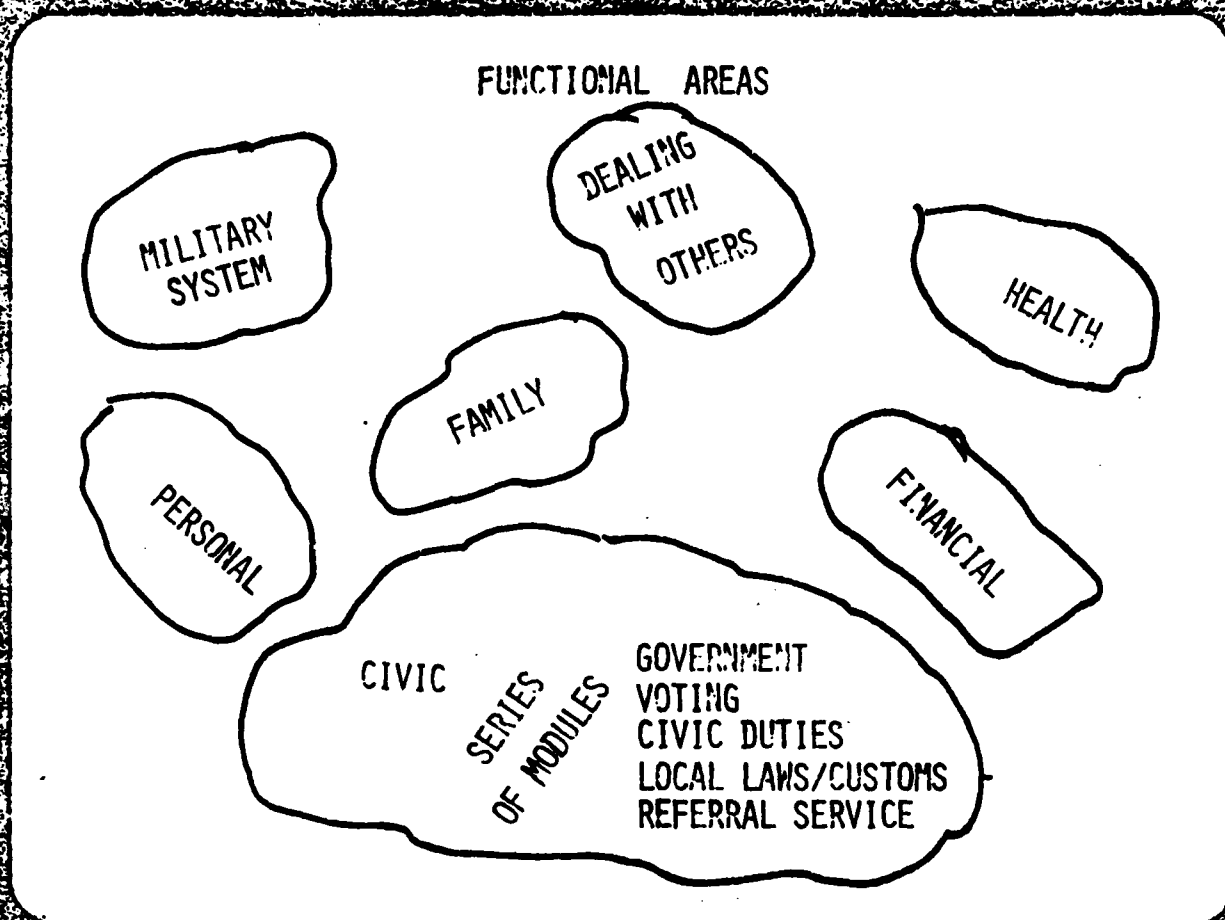 FUNCTIONAL AREAS
MILITARY
SYSTEM
DEALING
WITH
OTHERS
HEALTH
FAMILY
PERSONAL
FINANCIAL
CIVIC
SERIES
OF MODULES
GOVERNMENT
VOTING
CIVIC DUTIES
LOCAL LAWS/CUSTOMS
REFERRAL SERVICE